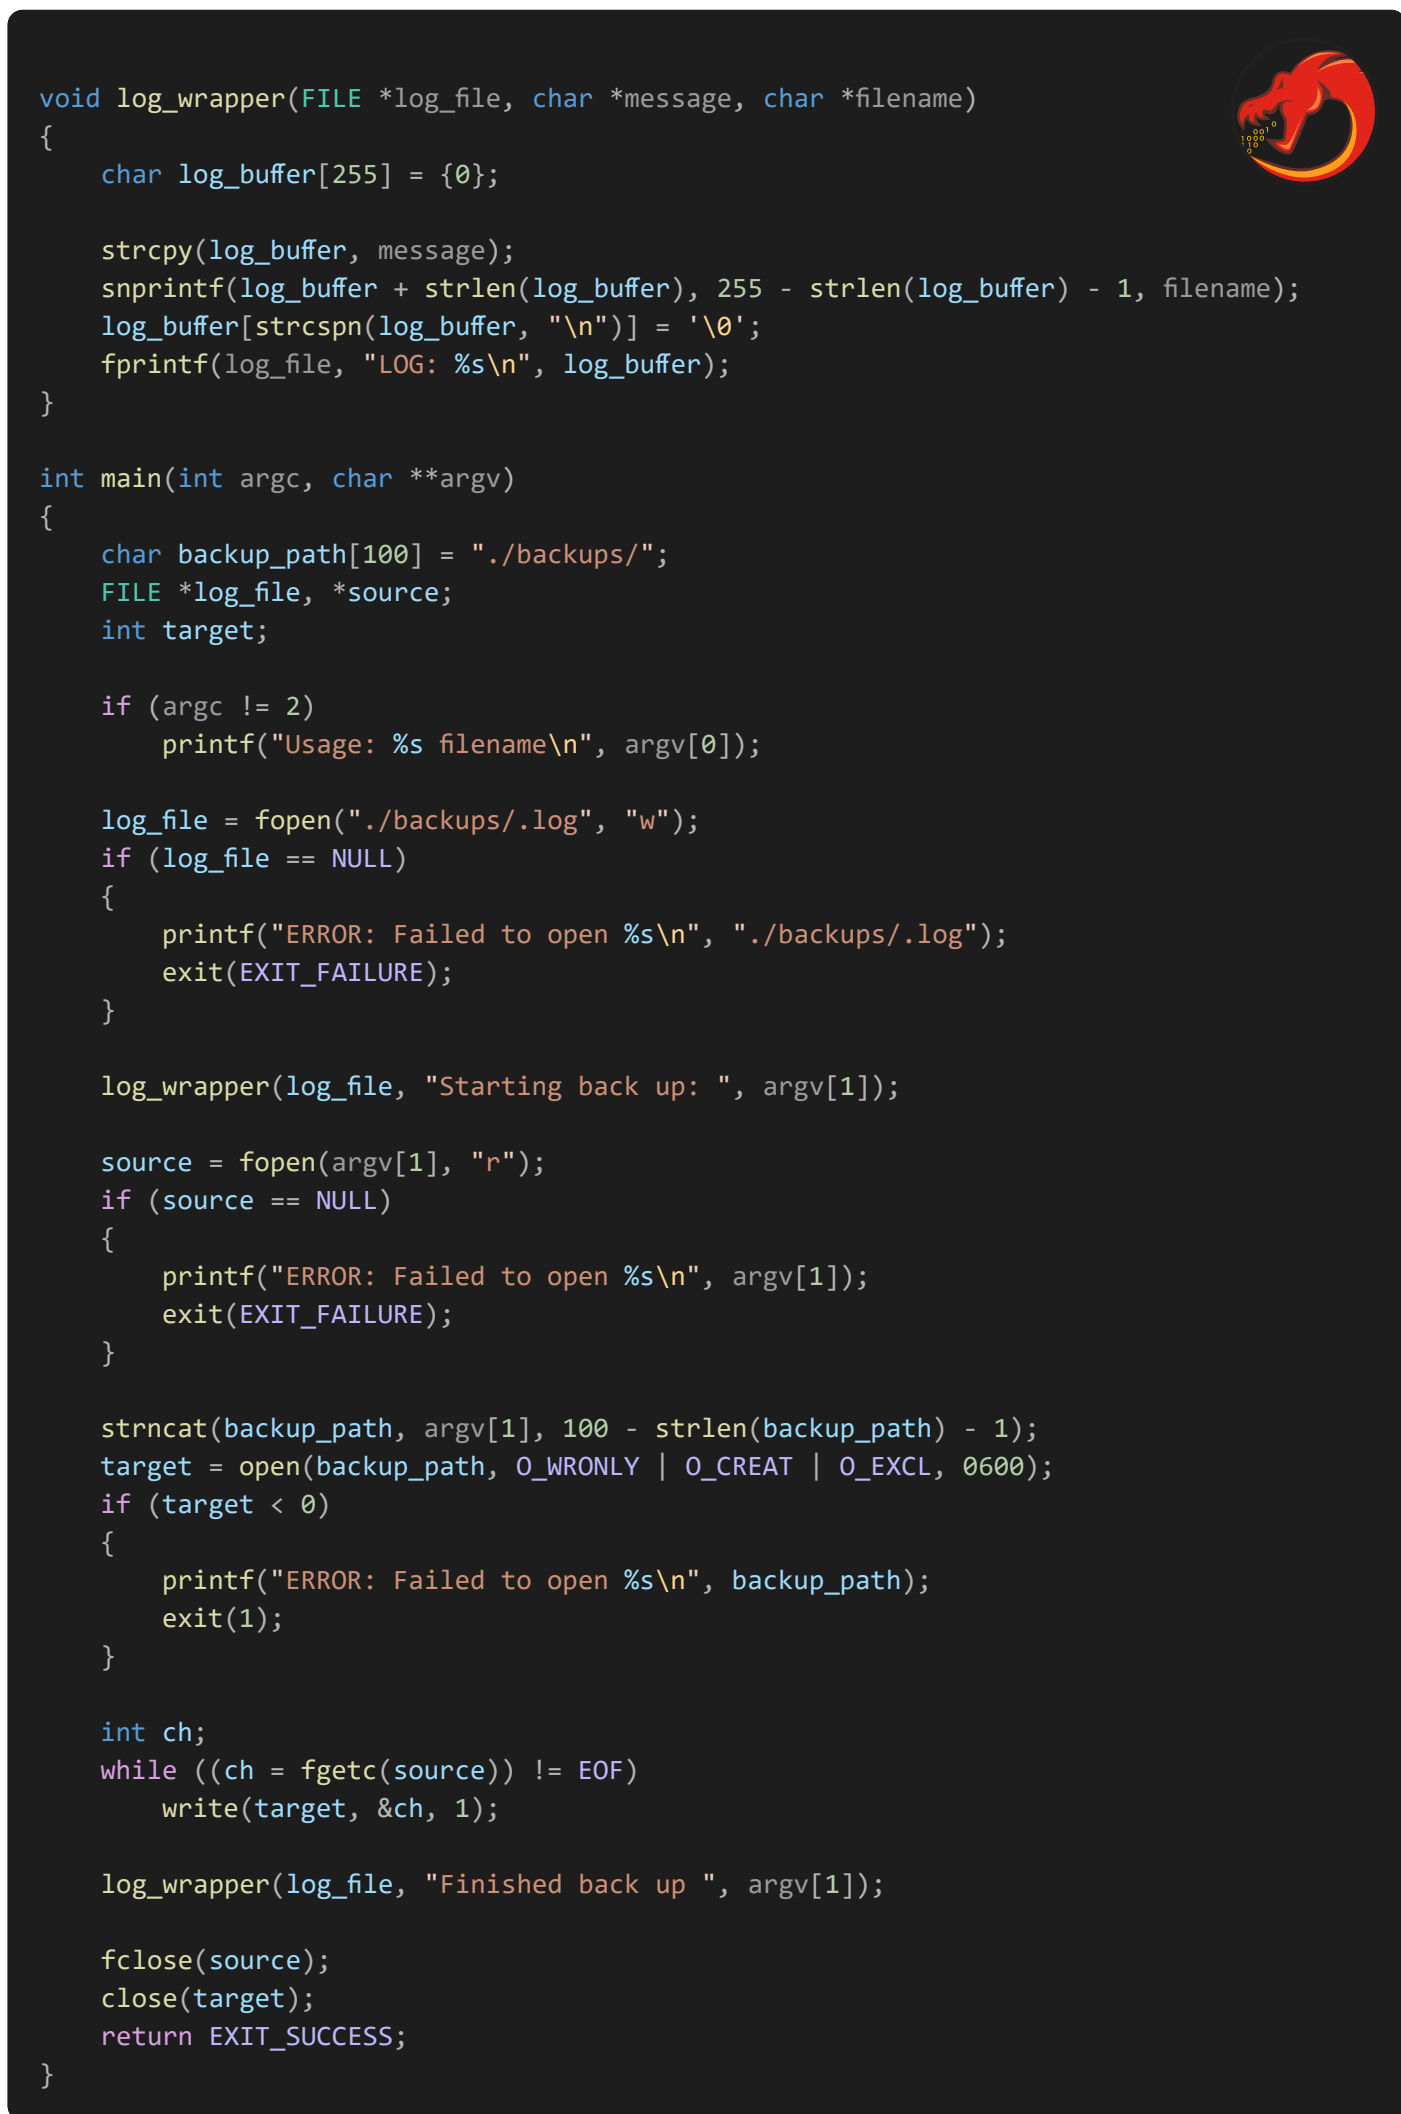 void log_wrapper(FILE *log_file, char *message, char *filename)
{
    char log_buffer[255] = {0};

    strcpy(log_buffer, message);
    snprintf(log_buffer + strlen(log_buffer), 255 - strlen(log_buffer) - 1, filename);
    log_buffer[strcspn(log_buffer, "\n")] = '\0';
    fprintf(log_file, "LOG: %s\n", log_buffer);
}

int main(int argc, char **argv)
{
    char backup_path[100] = "./backups/";
    FILE *log_file, *source;
    int target;

    if (argc != 2)
        printf("Usage: %s filename\n", argv[0]);

    log_file = fopen("./backups/.log", "w");
    if (log_file == NULL)
    {
        printf("ERROR: Failed to open %s\n", "./backups/.log");
        exit(EXIT_FAILURE);
    }

    log_wrapper(log_file, "Starting back up: ", argv[1]);

    source = fopen(argv[1], "r");
    if (source == NULL)
    {
        printf("ERROR: Failed to open %s\n", argv[1]);
        exit(EXIT_FAILURE);
    }

    strncat(backup_path, argv[1], 100 - strlen(backup_path) - 1);
    target = open(backup_path, O_WRONLY | O_CREAT | O_EXCL, 0600);
    if (target < 0)
    {
        printf("ERROR: Failed to open %s\n", backup_path);
        exit(1);
    }

    int ch;
    while ((ch = fgetc(source)) != EOF)
        write(target, &ch, 1);

    log_wrapper(log_file, "Finished back up ", argv[1]);

    fclose(source);
    close(target);
    return EXIT_SUCCESS;
}